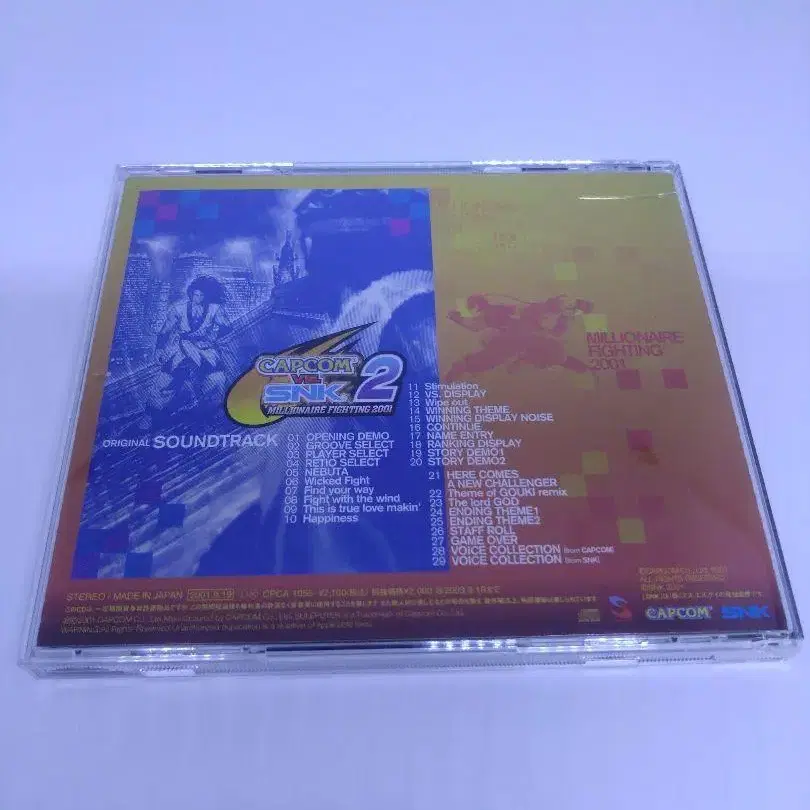 MILLIONAIRE
FIGHTING
2001
CAPCOM
VS.
SNK 2
MILLIONAIRE FIGHTING 2001
ORIGINAL SOUNDTRACK
01 OPENING DEMO
02 GROOVE SELECT
03 PLAYER SELECT
04 RETIO SELECT
05 NEBUTA
06 Wicked Fight
07 Find your way
08 Fight with the wind
09 This is true love makin'
10 Happiness
11 Stimulation
12 VS. DISPLAY
13 Wipe out
14 WINNING THEME
15 WINNING DISPLAY NOISE
16 CONTINUE
17 NAME ENTRY
18 RANKING DISPLAY
19 STORY DEMO1
20 STORY DEMO2
21 HERE COMES
A NEW CHALLENGER
22 Theme of GOUKI remix
23 The lord GOD
24 ENDING THEME1
25 ENDING THEME2
26 STAFF ROLL
27 GAME OVER
28 VOICE COLLECTION (from CAPCOM)
29 VOICE COLLECTION (from SNK)
STEREO / MADE IN JAPAN 2001.9.19
ALL RIGHTS RESERVED
CAPCOM SNK